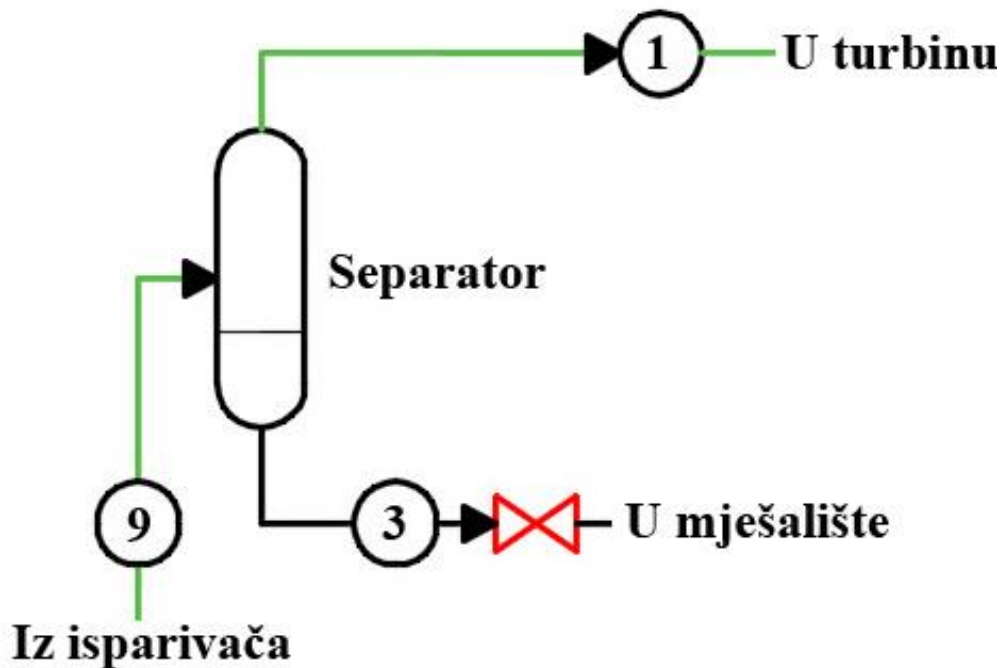 1
U turbinu
Separator
9
3
U mješalište
Iz isparivača